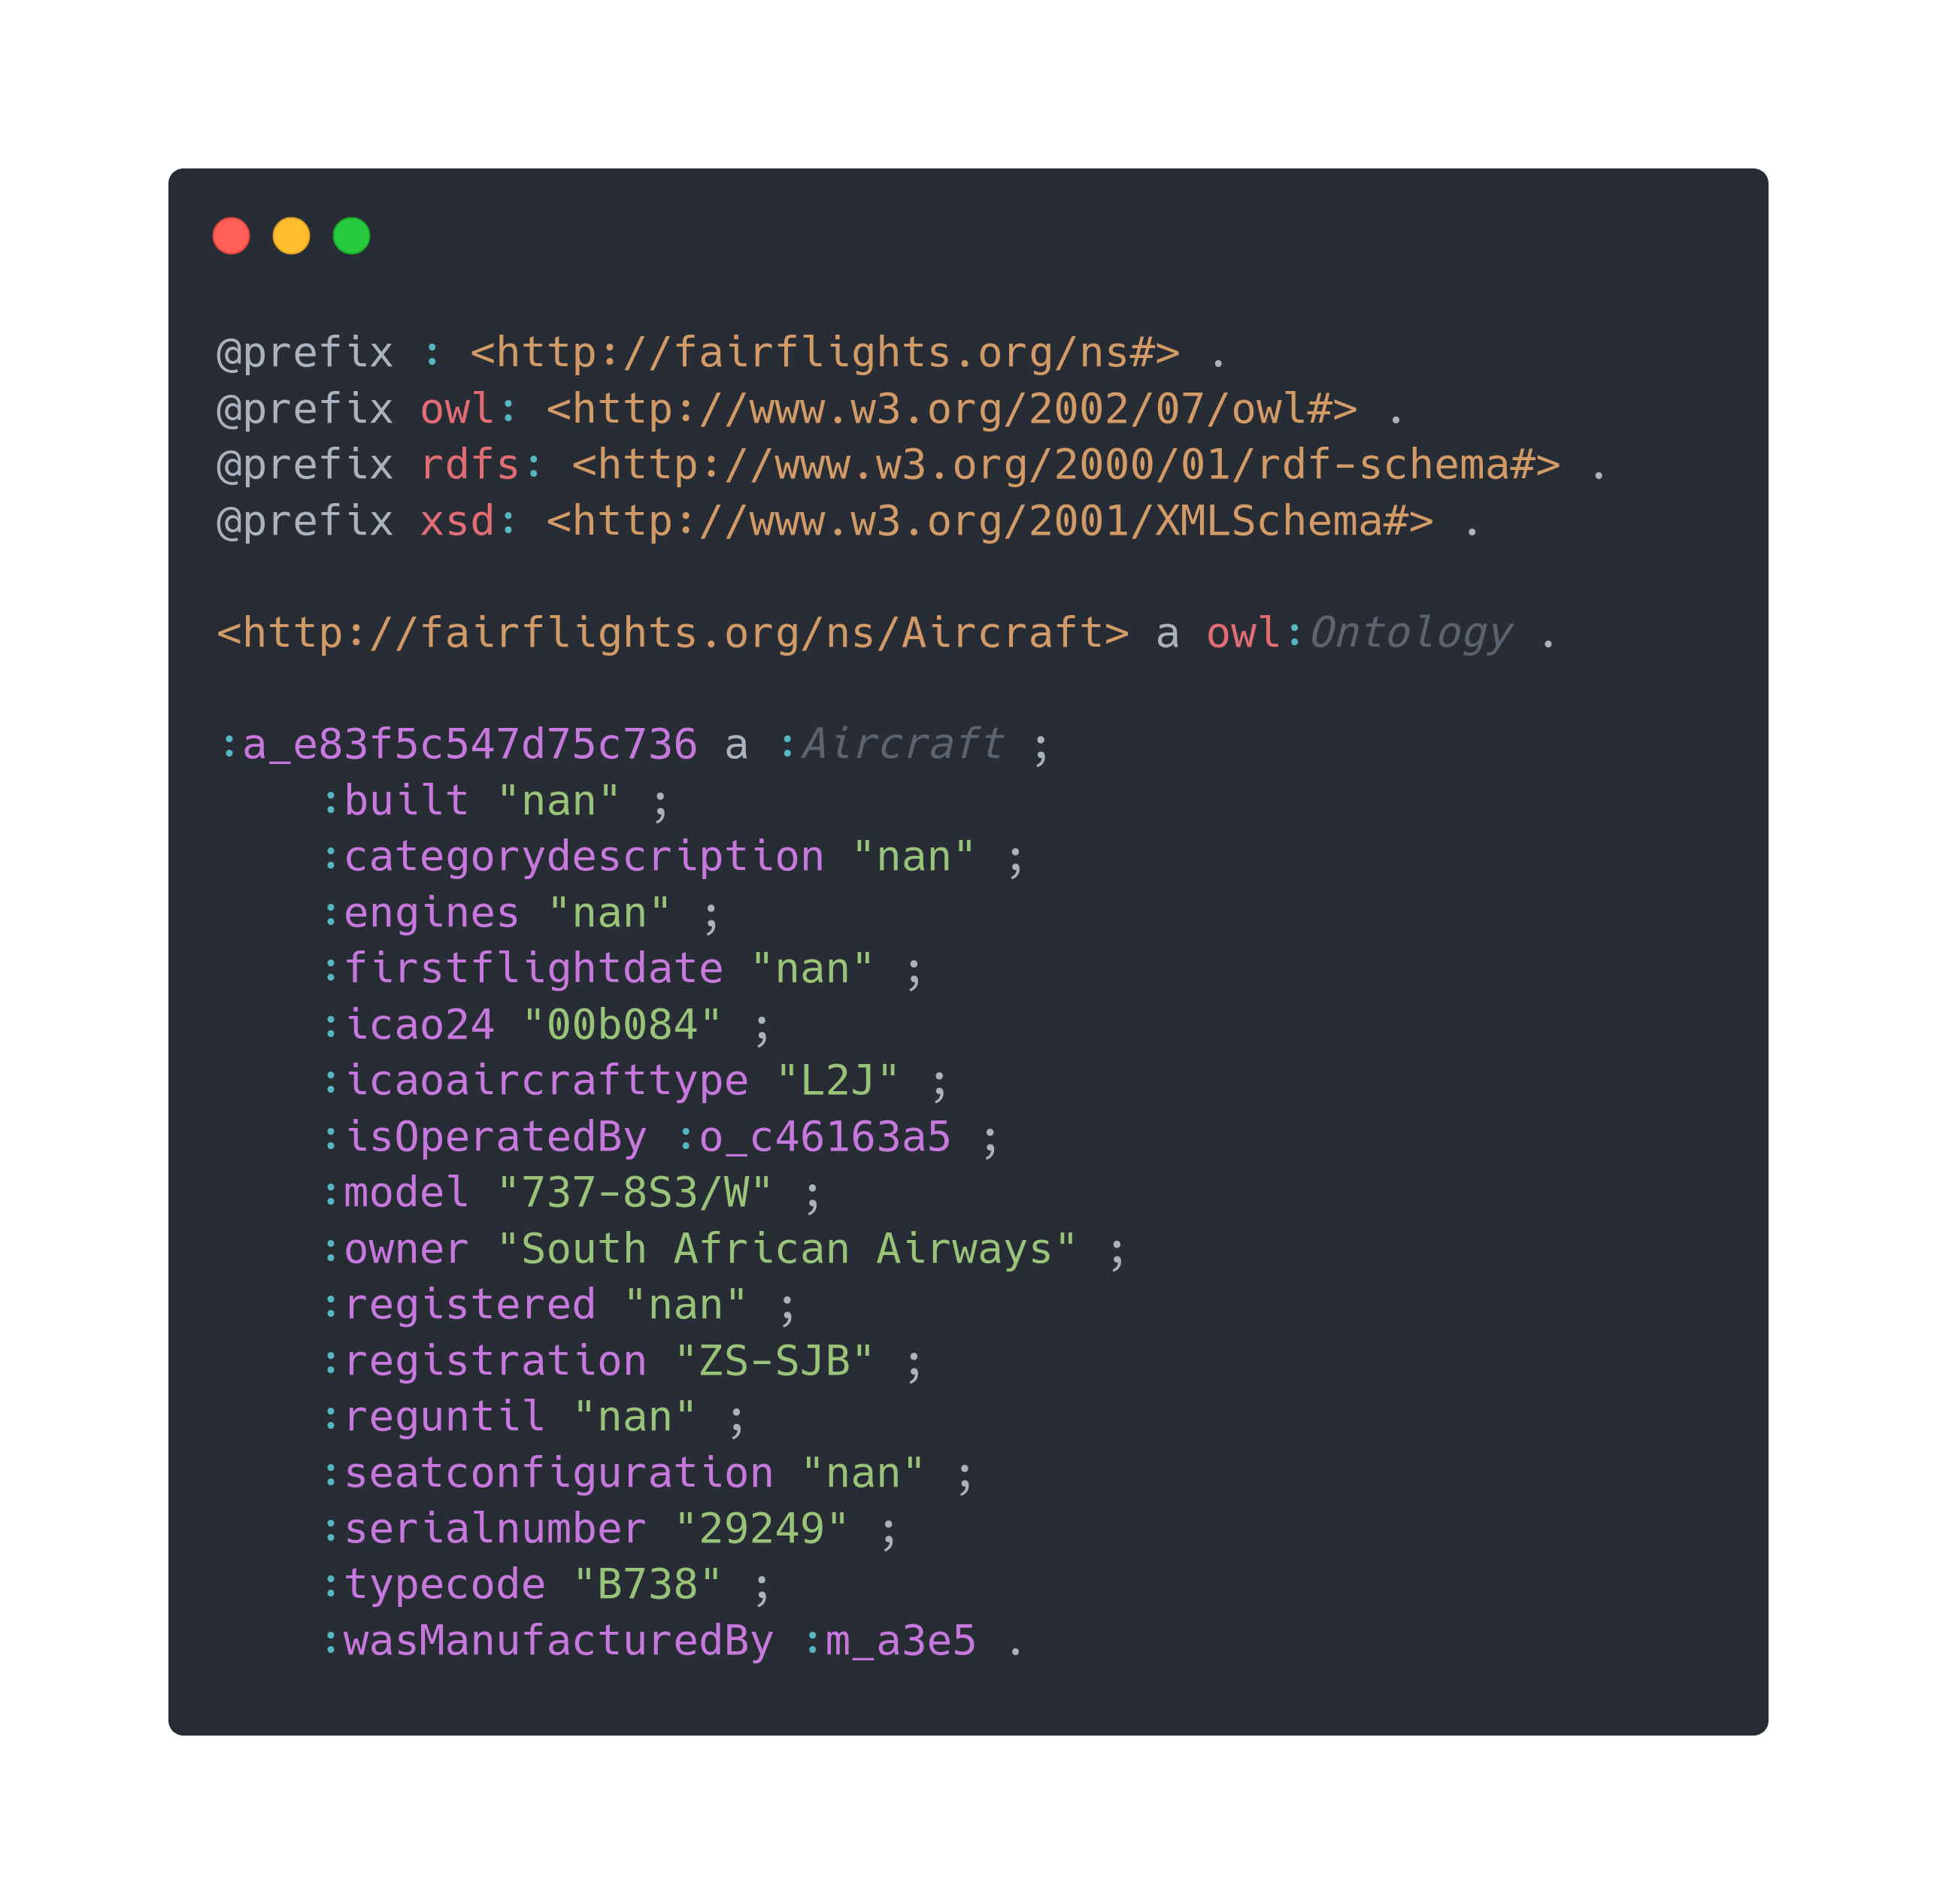 @prefix : <http://fairflights.org/ns#> .
@prefix owl: <http://www.w3.org/2002/07/owl#> .
@prefix rdfs: <http://www.w3.org/2000/01/rdf-schema#> .
@prefix xsd: <http://www.w3.org/2001/XMLSchema#> .

<http://fairflights.org/ns/Aircraft> a owl:Ontology .

:a_e83f5c547d75c736 a :Aircraft ;
    :built "nan" ;
    :categorydescription "nan" ;
    :engines "nan" ;
    :firstflightdate "nan" ;
    :icao24 "00b084" ;
    :icaoaircrafttype "L2J" ;
    :isOperatedBy :o_c46163a5 ;
    :model "737-8S3/W" ;
    :owner "South African Airways" ;
    :registered "nan" ;
    :registration "ZS-SJB" ;
    :reguntil "nan" ;
    :seatconfiguration "nan" ;
    :serialnumber "29249" ;
    :typecode "B738" ;
    :wasManufacturedBy :m_a3e5 .